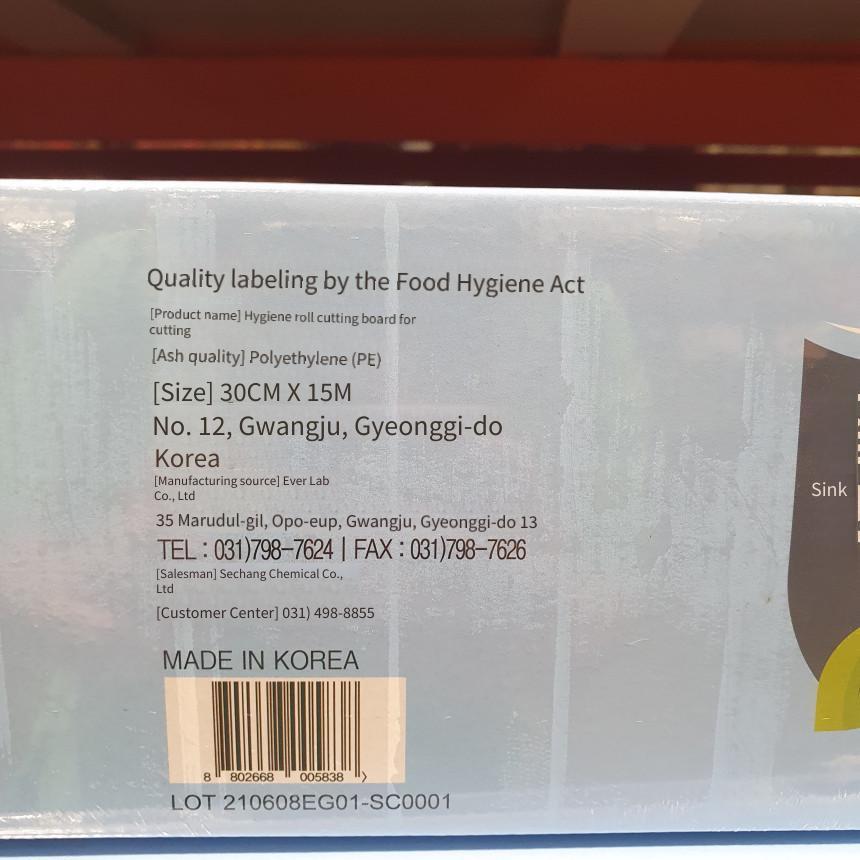 Quality labeling by the Food Hygiene Act
[Product name] Hygiene roll cutting board for
cutting
[Ash quality] Polyethylene (PE)
[Size] 30CM X 15M
No. 12, Gwangju, Gyeonggi-do
Korea
[Manufacturing source] Ever Lab
Co., Ltd
35 Marudul-gil, Opo-eup, Gwangju, Gyeonggi-do 13
TEL : 031)798-7624 | FAX : 031)798-7626
[Salesman] Sechang Chemical Co.,
Ltd
[Customer Center] 031) 498-8855
MADE IN KOREA
8 802668 005838 >
LOT 210608EG01-SC0001
Sink